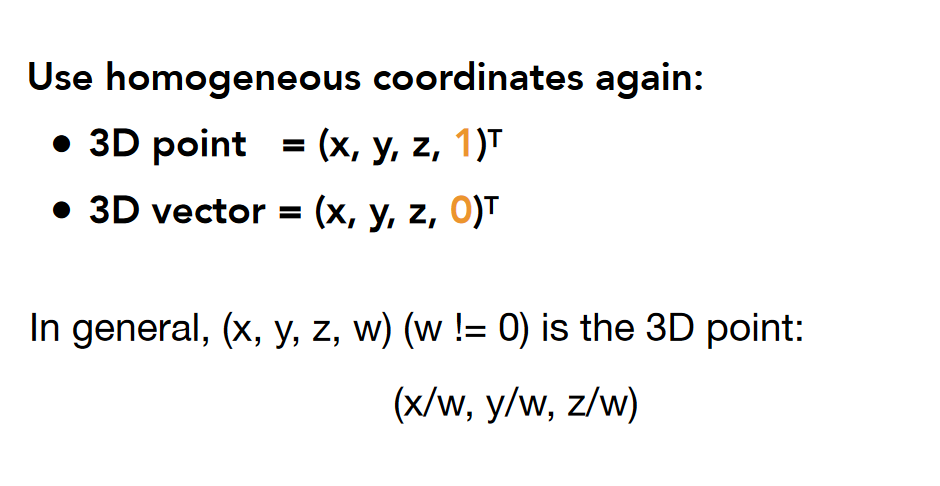 Use homogeneous coordinates again:
• 3D point = (x, y, z, 1)ᵀ
• 3D vector = (x, y, z, 0)ᵀ
In general, (x, y, z, w) (w != 0) is the 3D point:
(x/w, y/w, z/w)